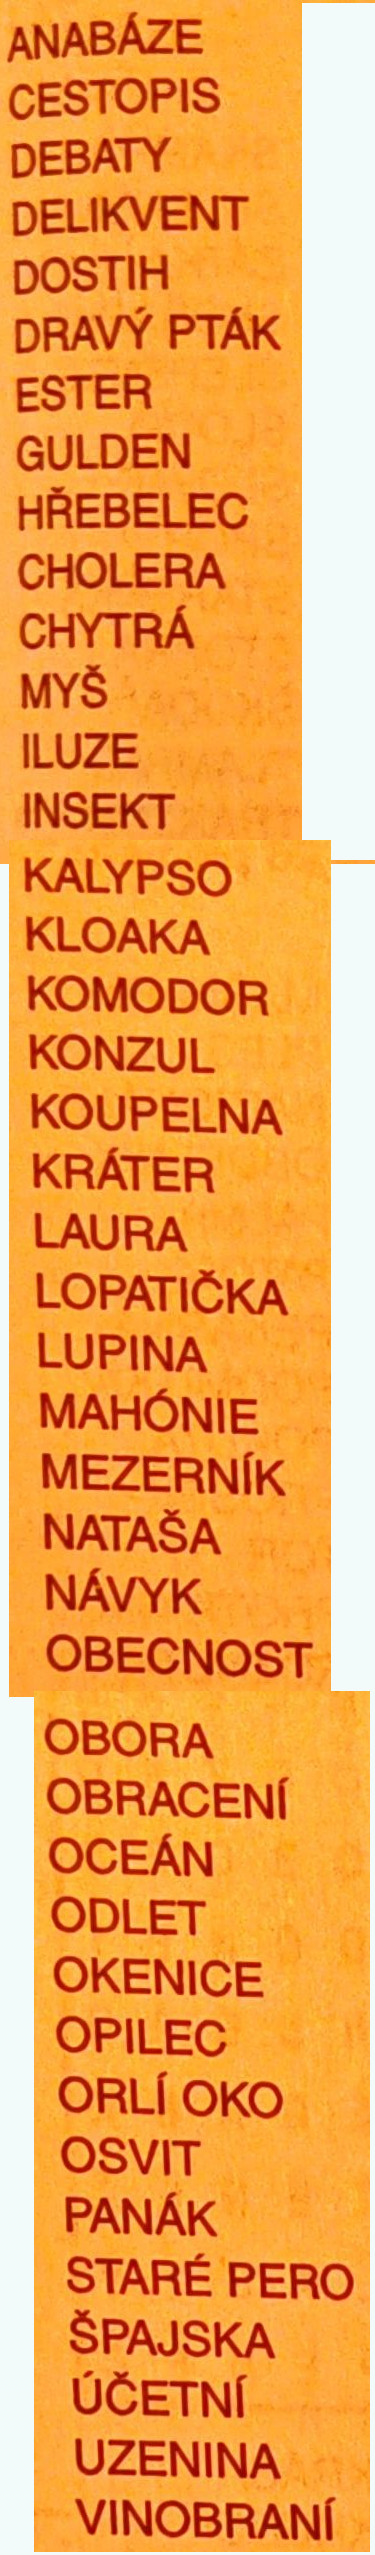 ANABÁZE
CESTOPIS
DEBATY
DELIKVENT
DOSTIH
DRAVÝ PTÁK
ESTER
GULDEN
HŘEBELEC
CHOLERA
CHYTRÁ
MYŠ
ILUZE
INSEKT
KALYPSO
KLOAKA
KOMODOR
KONZUL
KOUPELNA
KRÁTER
LAURA
LOPATIČKA
LUPINA
MAHÓNIE
MEZERNÍK
NATAŠA
NÁVYK
OBECNOST
OBORA
OBRACENÍ
OCEÁN
ODLET
OKENICE
OPILEC
ORLÍ OKO
OSVIT
PANÁK
STARÉ PERO
ŠPAJSKA
ÚČETNÍ
UZENINA
VINOBRANÍ